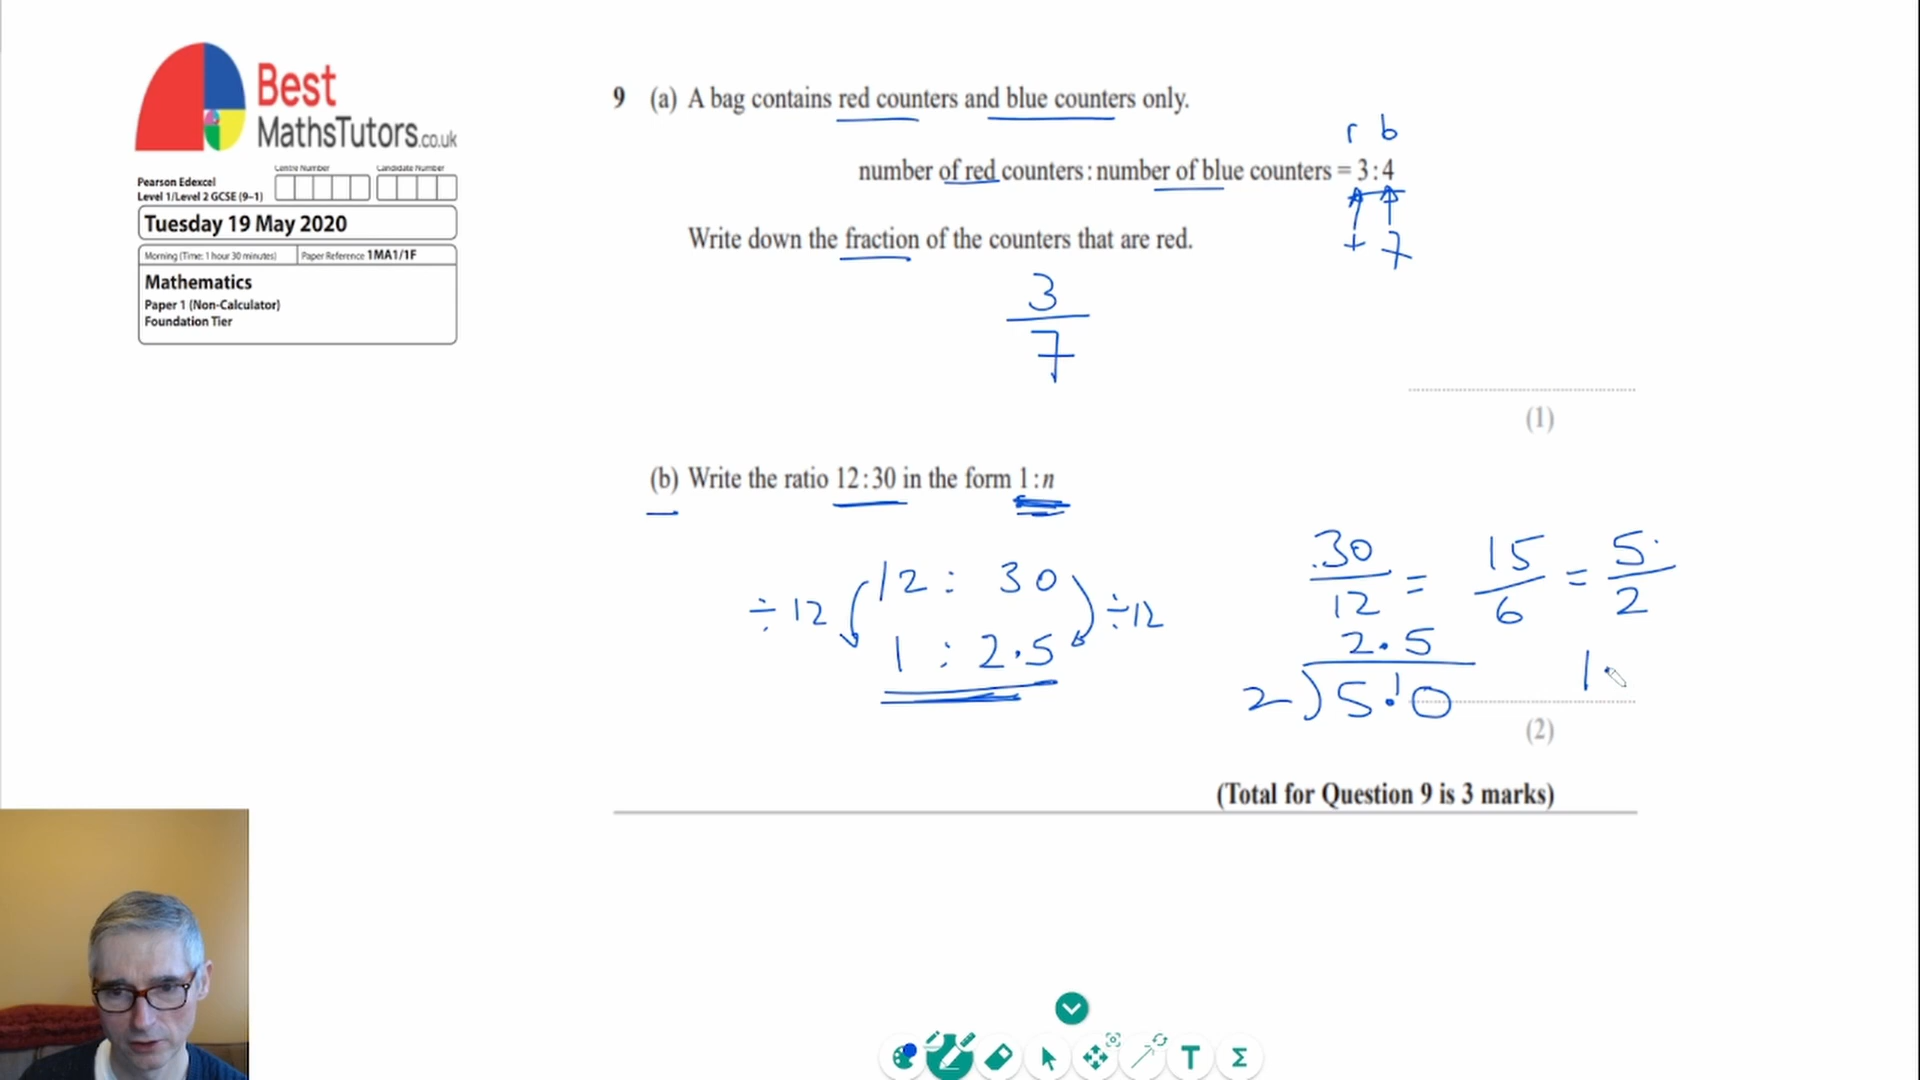 Best
MathsTutors.co.uk
Centre Number
Candidate Number
Pearson Edexcel
Level 1/Level 2 GCSE (9–1)
Tuesday 19 May 2020
Morning (Time: 1 hour 30 minutes)
Paper Reference 1MA1/1F
Mathematics
Paper 1 (Non-Calculator)
Foundation Tier
9 (a) A bag contains red counters and blue counters only.
r b
number of red counters : number of blue counters = 3 : 4
+ 7
Write down the fraction of the counters that are red.
3
7
(1)
(b) Write the ratio 12 : 30 in the form 1 : n
12 : 30
÷ 12
÷ 12
1 : 2.5
30 = 15 = 5
12 6 2
2.5
2 ) 5.10
1
(2)
(Total for Question 9 is 3 marks)
T
Σ